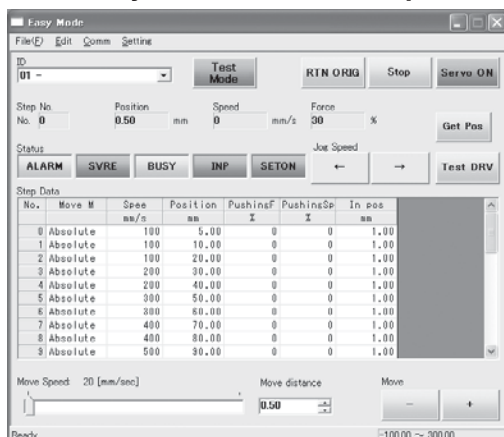 Easy Mode
File(F) Edit Comm Setting
ID
01 -
Test Mode
RTN ORIG Stop Servo ON
Step No. Position Speed Force
No. 0 0.50 mm 0 mm/s 30 %
Get Pos
Status Jog Speed
ALARM SVRE BUSY INP SETON ← → Test DRV
Step Data
No. Move M Spee Position PushingF PushingSp In pos
mm/s mm % % mm
0 Absolute 100 5.00 0 0 1.00
1 Absolute 100 10.00 0 0 1.00
2 Absolute 100 20.00 0 0 1.00
3 Absolute 200 30.00 0 0 1.00
4 Absolute 200 40.00 0 0 1.00
5 Absolute 300 50.00 0 0 1.00
6 Absolute 300 60.00 0 0 1.00
7 Absolute 400 70.00 0 0 1.00
8 Absolute 400 80.00 0 0 1.00
9 Absolute 500 90.00 0 0 1.00
Move Speed: 20 [mm/sec] Move distance Move
0.50 - +
Ready -100.00 ~ 300.00